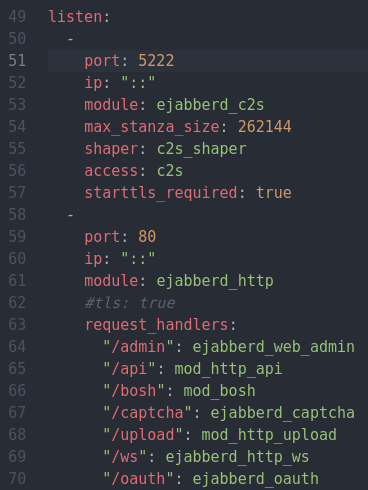 49 listen:
50   -
51     port: 5222
52     ip: "::"
53     module: ejabberd_c2s
54     max_stanza_size: 262144
55     shaper: c2s_shaper
56     access: c2s
57     starttls_required: true
58   -
59     port: 80
60     ip: "::"
61     module: ejabberd_http
62     #tls: true
63     request_handlers:
64       "/admin": ejabberd_web_admin
65       "/api": mod_http_api
66       "/bosh": mod_bosh
67       "/captcha": ejabberd_captcha
68       "/upload": mod_http_upload
69       "/ws": ejabberd_http_ws
70       "/oauth": ejabberd_oauth